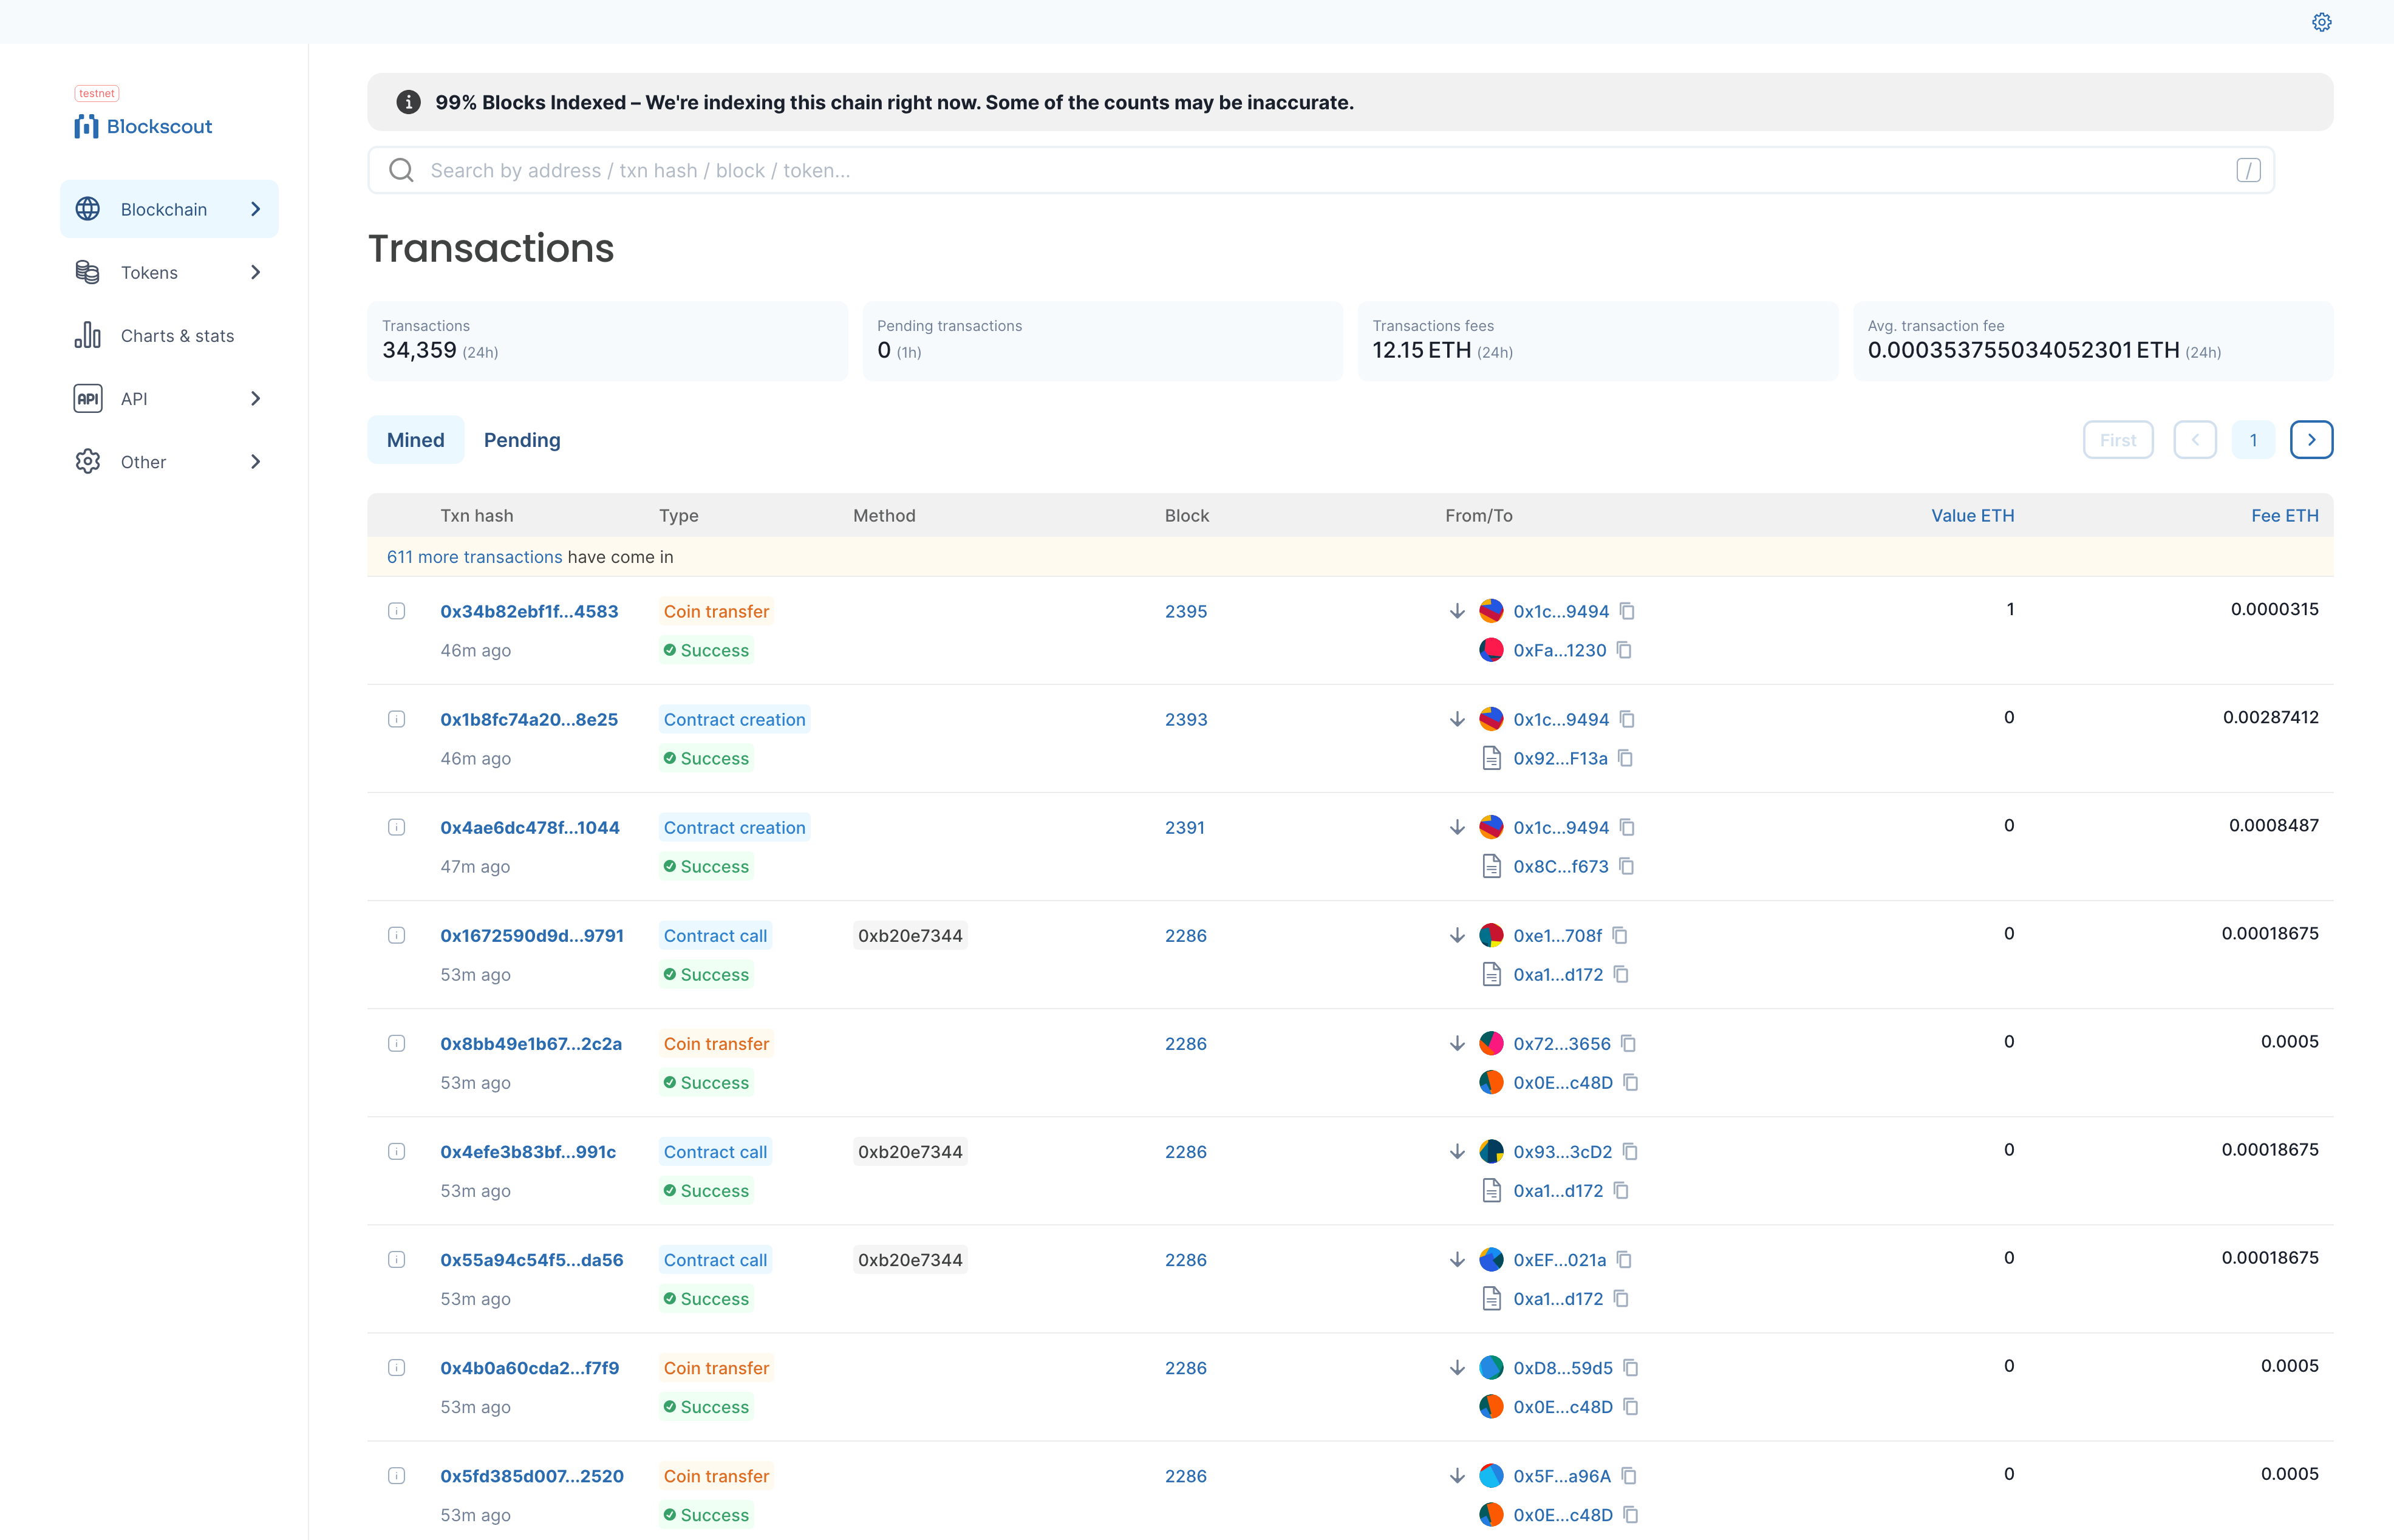 testnet
Blockscout
Blockchain
Tokens
Charts & stats
API API
Other
99% Blocks Indexed – We're indexing this chain right now. Some of the counts may be inaccurate.
Search by address / txn hash / block / token... /
Transactions
Transactions
34,359 (24h)
Pending transactions
0 (1h)
Transactions fees
12.15 ETH (24h)
Avg. transaction fee
0.000353755034052301 ETH (24h)
Mined Pending First 1
Txn hash Type Method Block From/To Value ETH Fee ETH
611 more transactions have come in
0x34b82ebf1f...4583 Coin transfer 2395 0x1c...9494 1 0.0000315
46m ago Success 0xFa...1230
0x1b8fc74a20...8e25 Contract creation 2393 0x1c...9494 0 0.00287412
46m ago Success 0x92...F13a
0x4ae6dc478f...1044 Contract creation 2391 0x1c...9494 0 0.0008487
47m ago Success 0x8C...f673
0x1672590d9d...9791 Contract call 0xb20e7344 2286 0xe1...708f 0 0.00018675
53m ago Success 0xa1...d172
0x8bb49e1b67...2c2a Coin transfer 2286 0x72...3656 0 0.0005
53m ago Success 0x0E...c48D
0x4efe3b83bf...991c Contract call 0xb20e7344 2286 0x93...3cD2 0 0.00018675
53m ago Success 0xa1...d172
0x55a94c54f5...da56 Contract call 0xb20e7344 2286 0xEF...021a 0 0.00018675
53m ago Success 0xa1...d172
0x4b0a60cda2...f7f9 Coin transfer 2286 0xD8...59d5 0 0.0005
53m ago Success 0x0E...c48D
0x5fd385d007...2520 Coin transfer 2286 0x5F...a96A 0 0.0005
53m ago Success 0x0E...c48D